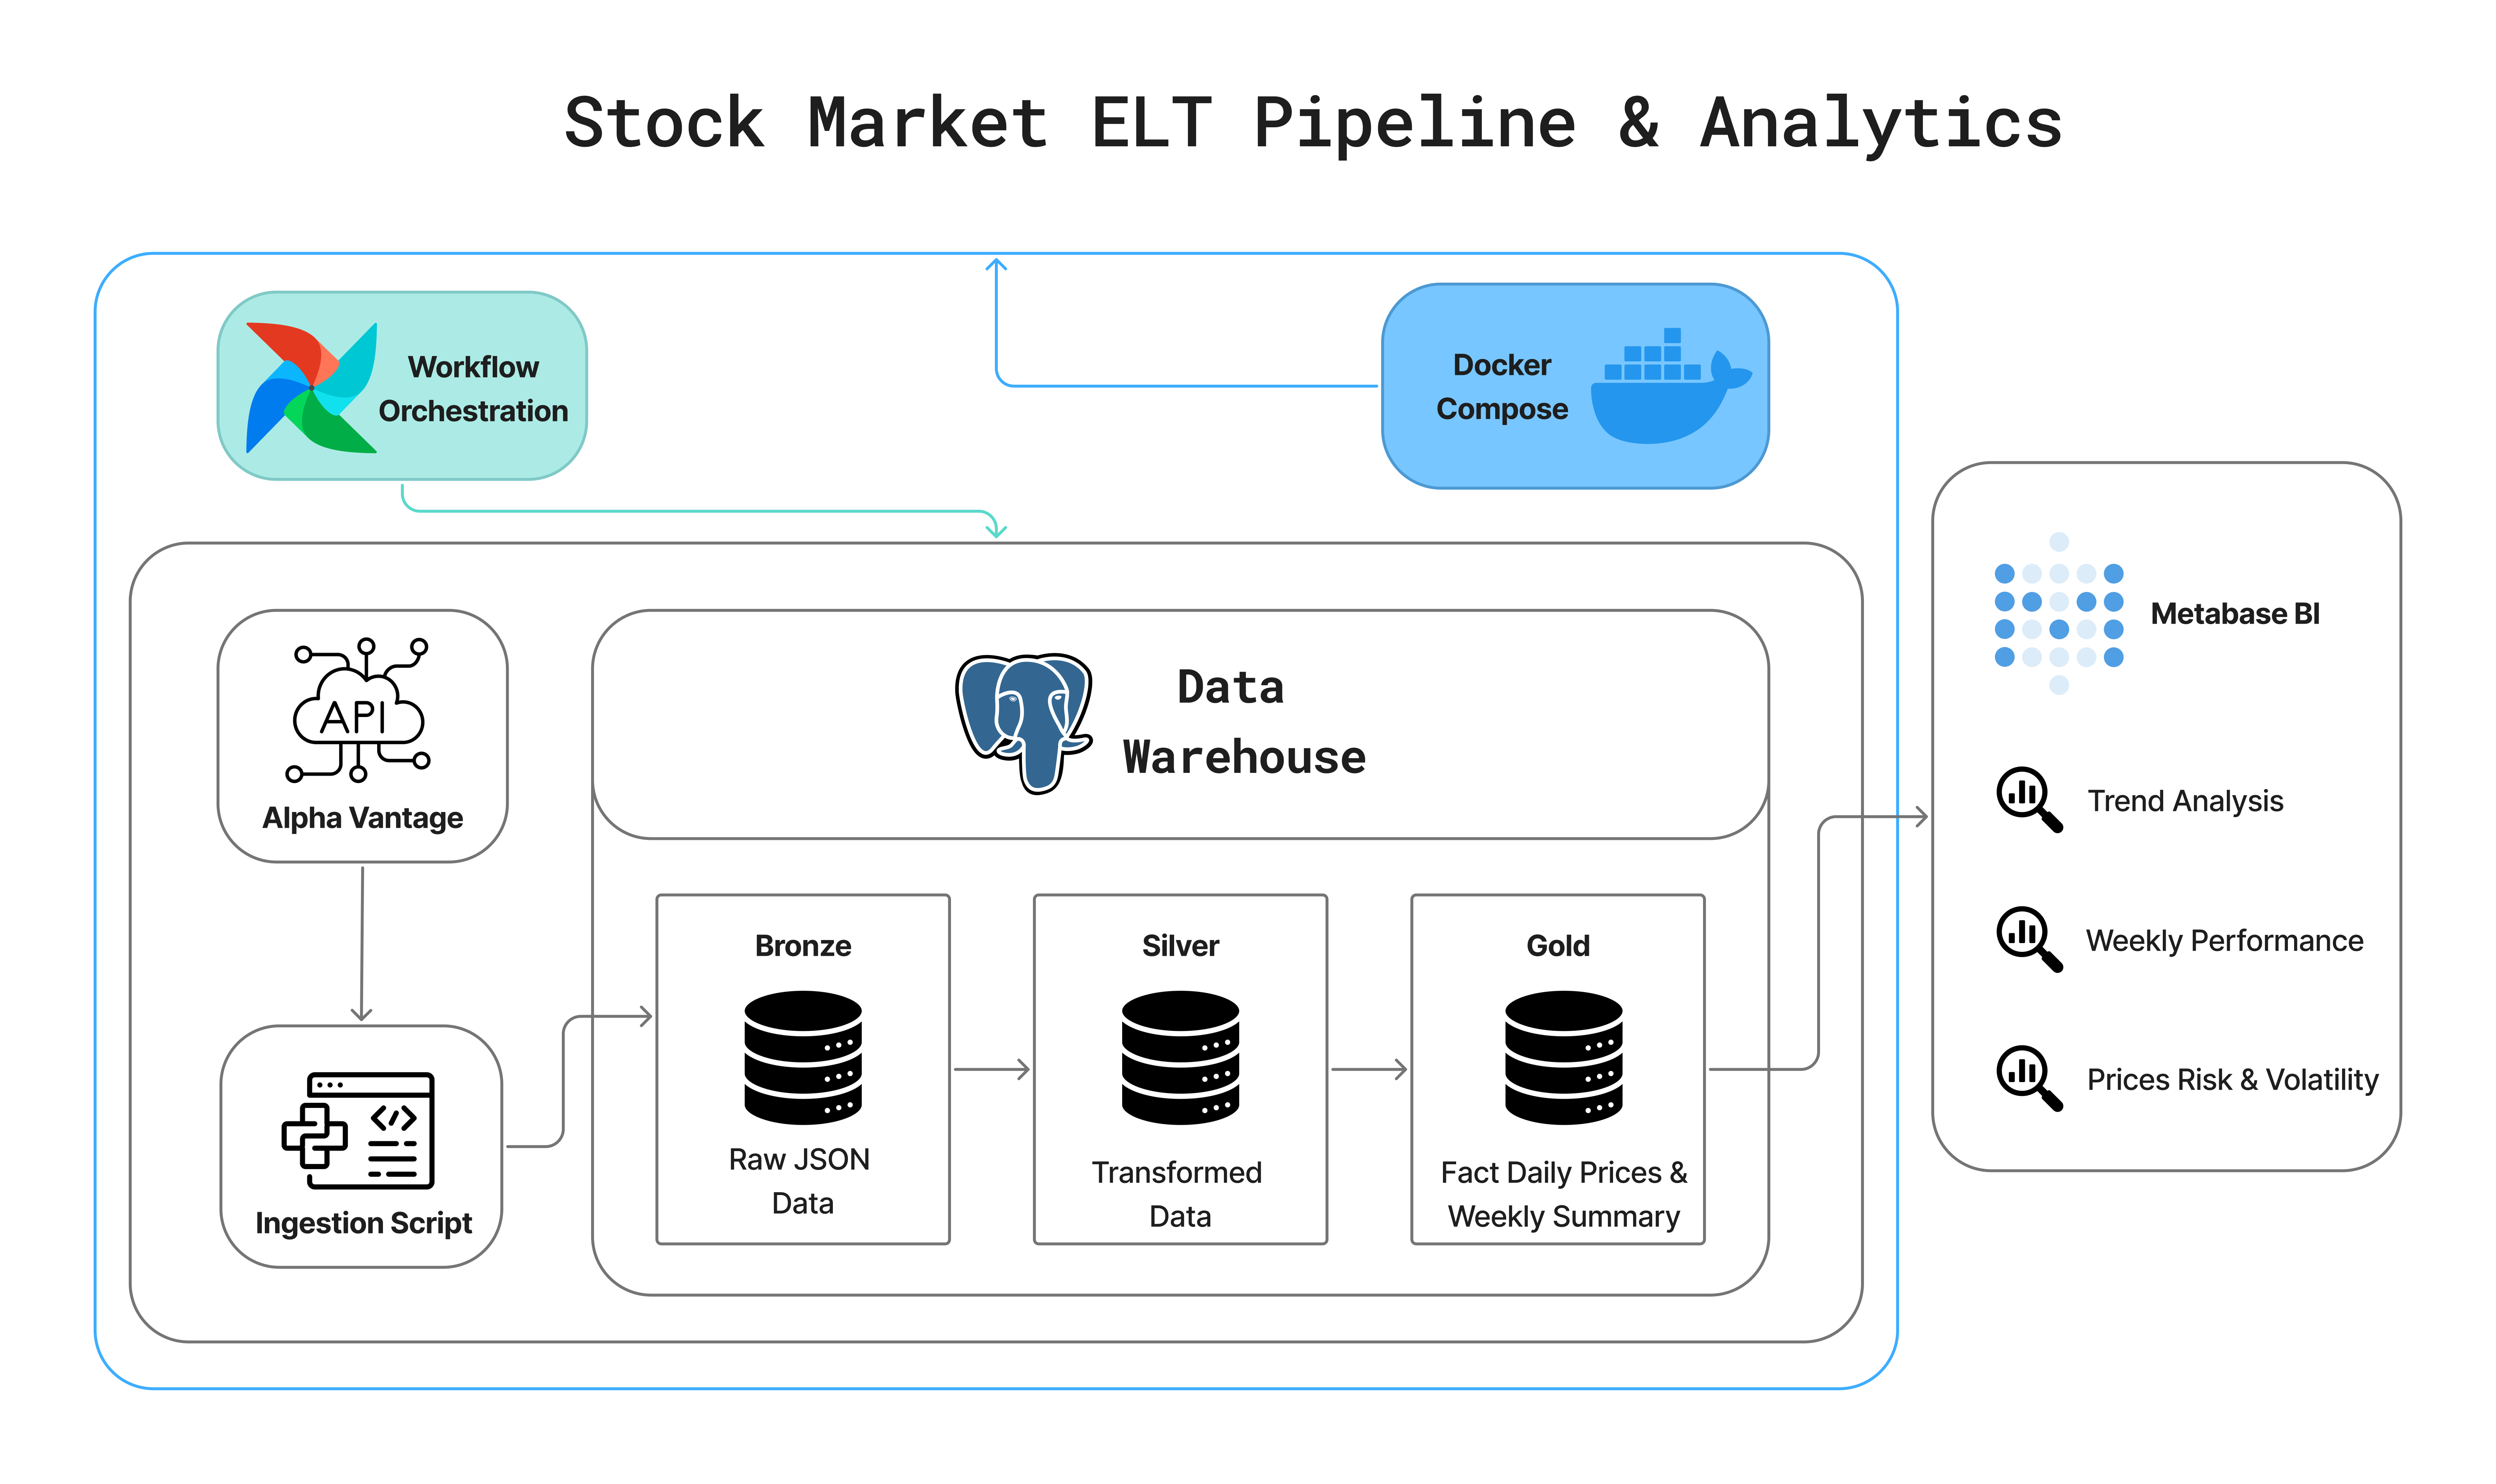 Stock Market ELT Pipeline & Analytics
Workflow
Orchestration
Docker
Compose
API
Alpha Vantage
Ingestion Script
Data
Warehouse
Bronze
Raw JSON
Data
Silver
Transformed
Data
Gold
Fact Daily Prices &
Weekly Summary
Metabase BI
Trend Analysis
Weekly Performance
Prices Risk & Volatility